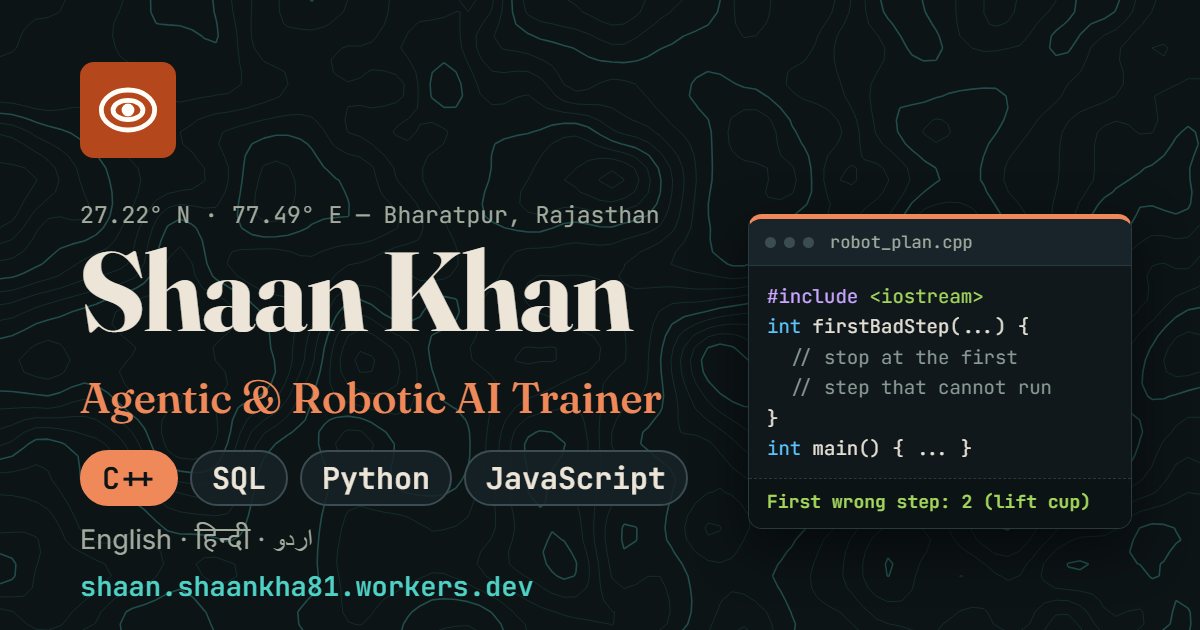 27.22° N · 77.49° E — Bharatpur, Rajasthan
Shaan Khan
Agentic & Robotic AI Trainer
C++ SQL Python JavaScript
English · हिन्दी · اردو
shaan.shaankha81.workers.dev
robot_plan.cpp
#include <iostream>
int firstBadStep(...) {
// stop at the first
// step that cannot run
}
int main() { ... }
First wrong step: 2 (lift cup)